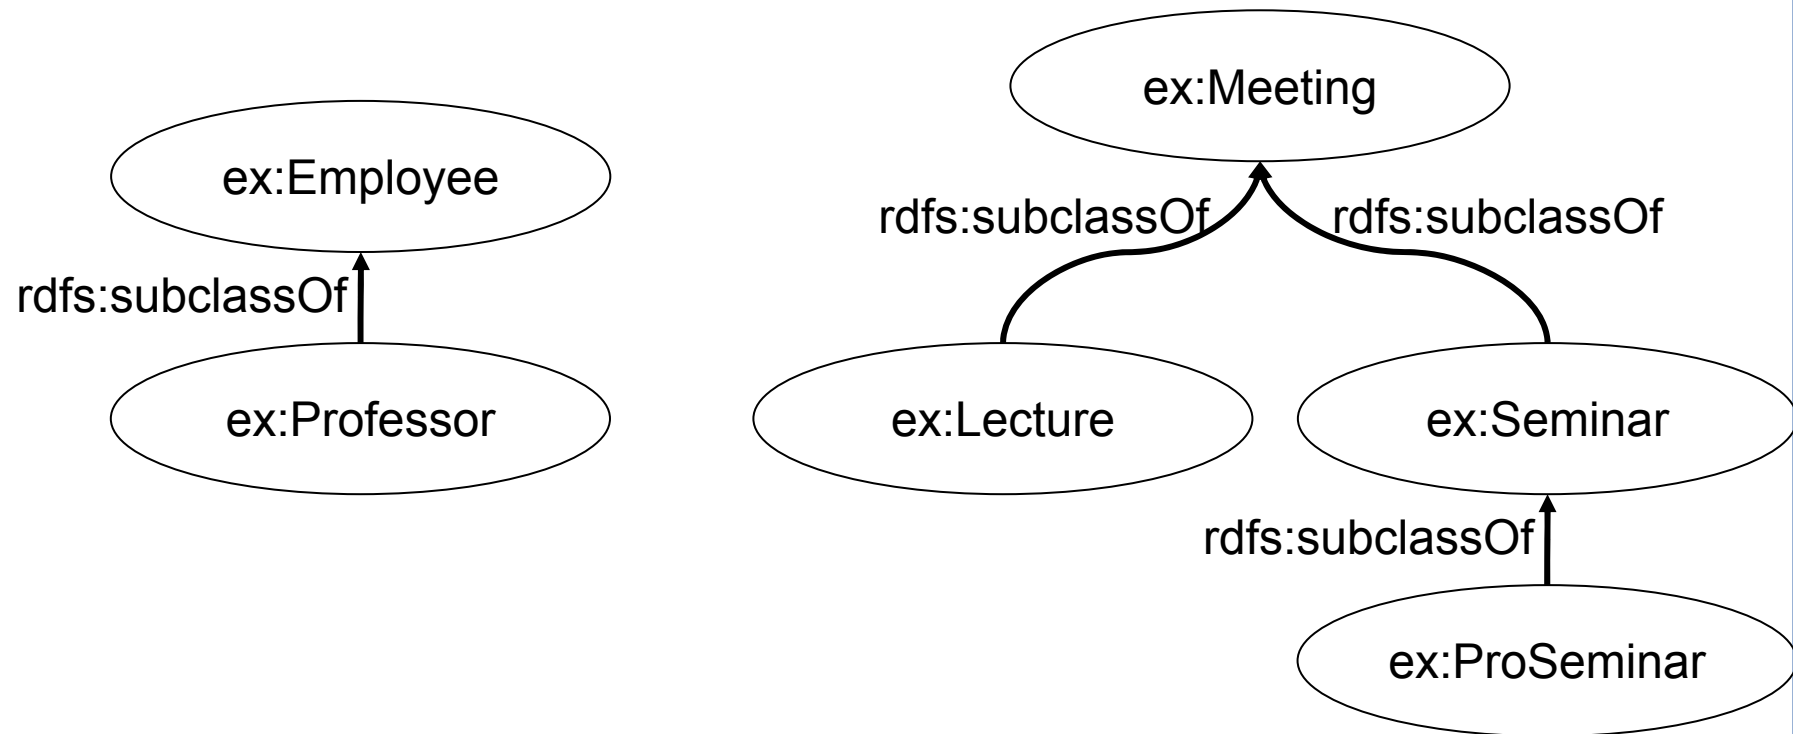 ex:Meeting
ex:Employee
rdfs:subclassOf
rdfs:subclassOf
rdfs:subclassOf
ex:Professor
ex:Lecture
ex:Seminar
rdfs:subclassOf
ex:ProSeminar